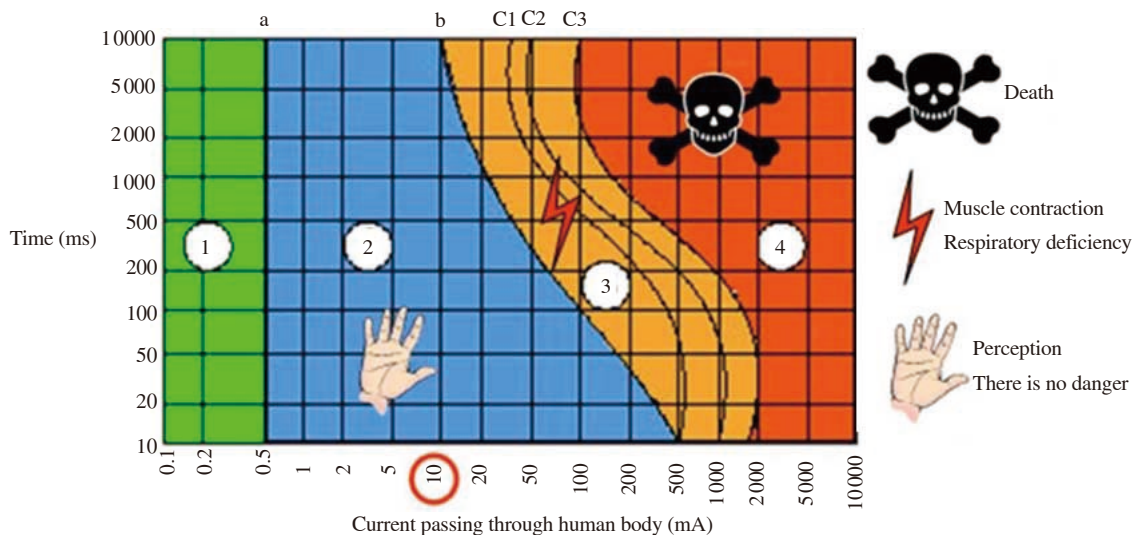 a b C1 C2 C3
10000
5000
2000
1000
500
200
100
50
20
10
Time (ms)
1
2
3
4
0.1 0.2 0.5 1 2 5 10 20 50 100 200 500 1000 2000 5000 10000
Current passing through human body (mA)
Death
Muscle contraction
Respiratory deficiency
Perception
There is no danger